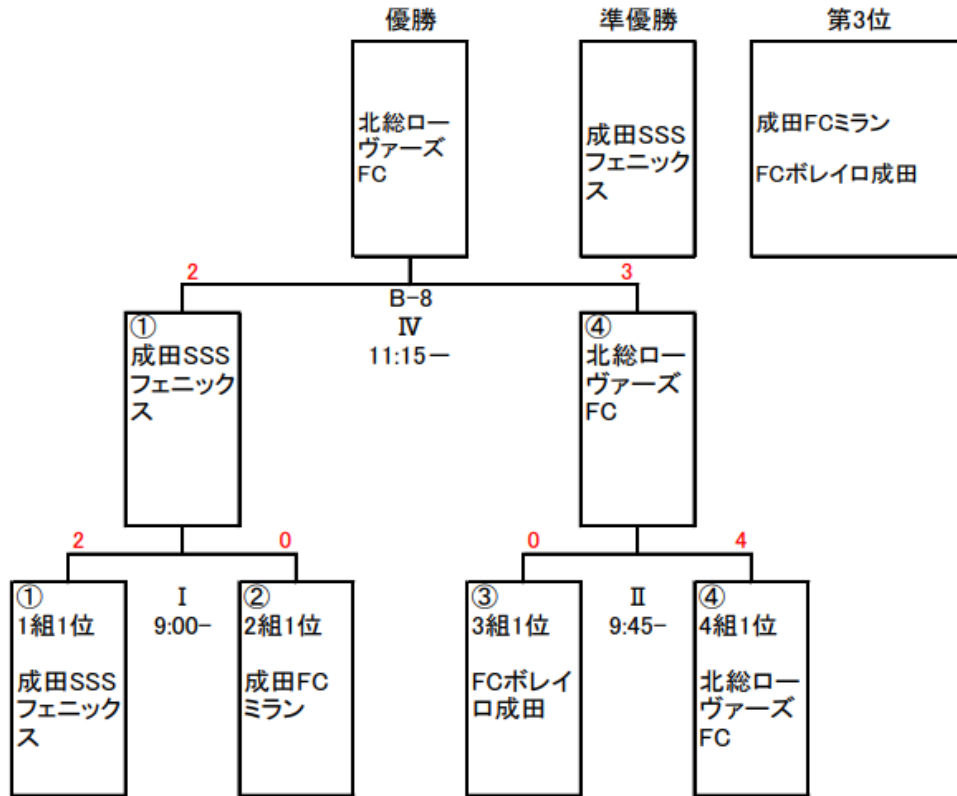 優勝
準優勝
第3位
北総ロー
ヴァーズ
FC
成田SSS
フェニック
ス
成田FCミラン
FCボレイロ成田
2
3
B-8
Ⅳ
11:15-
①
成田SSS
フェニック
ス
④
北総ロー
ヴァーズ
FC
2
0
0
4
①
1組1位
成田SSS
フェニック
ス
Ⅰ
9:00-
②
2組1位
成田FC
ミラン
③
3組1位
FCボレイ
ロ成田
Ⅱ
9:45-
④
4組1位
北総ロー
ヴァーズ
FC